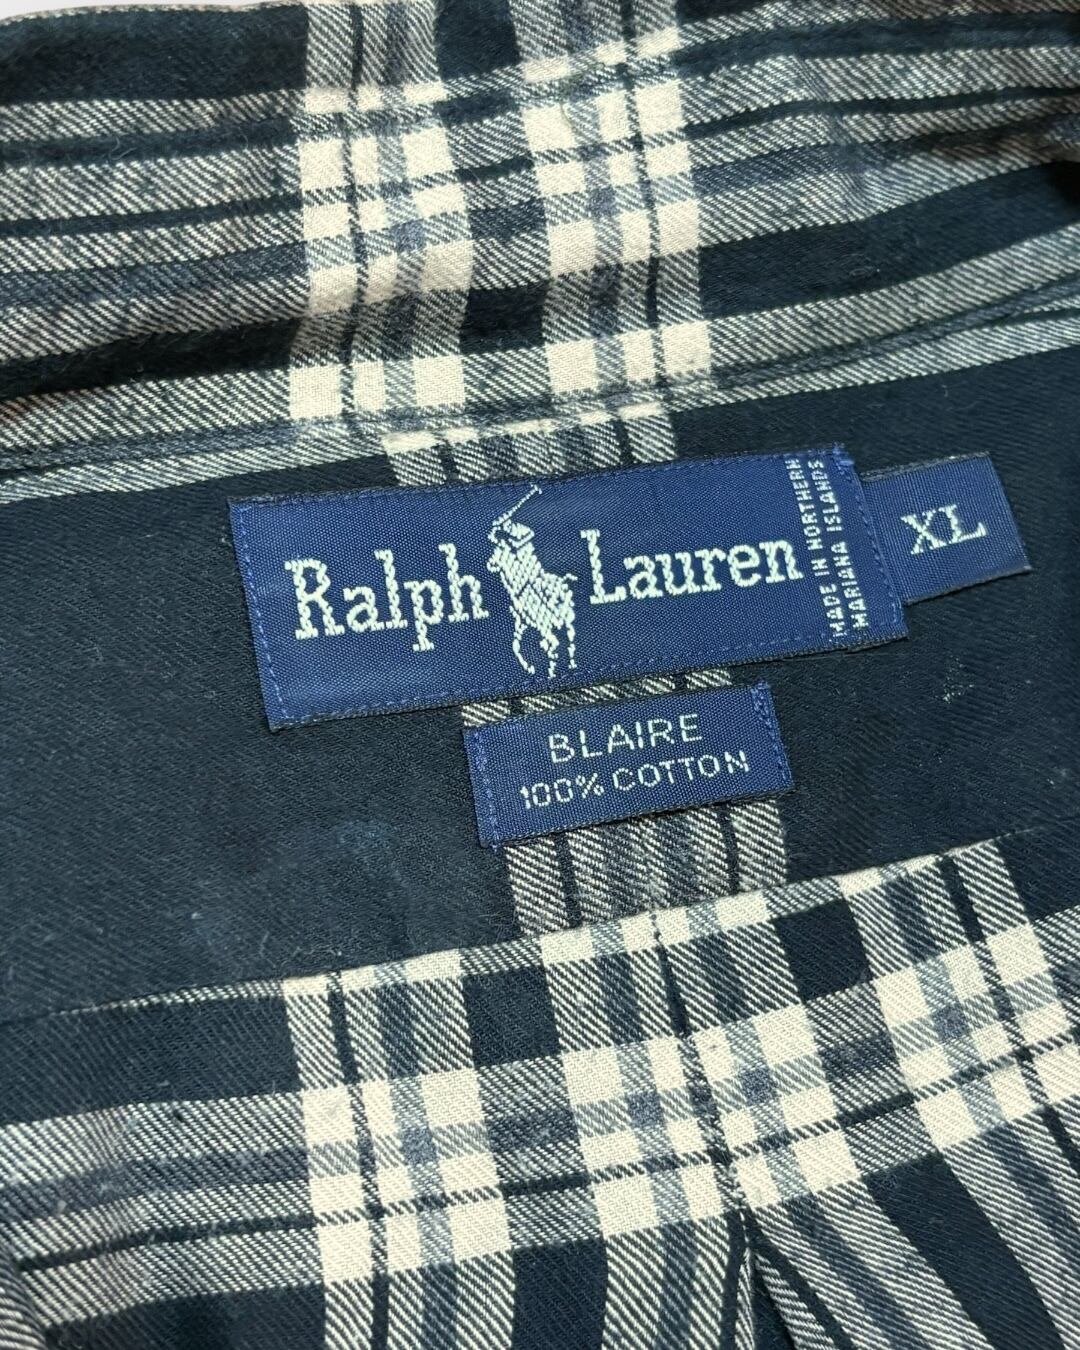 Ralph Lauren
MADE IN NORTHERN
MARIANA ISLANDS
XL
BLAIRE
100% COTTON